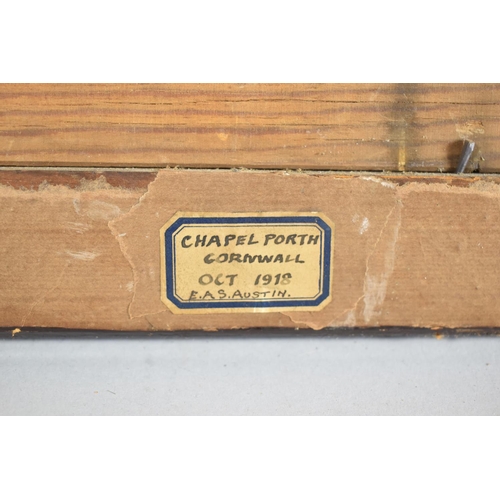 CHAPEL PORTH
CORNWALL
OCT 1918
E.A.S. AUSTIN.